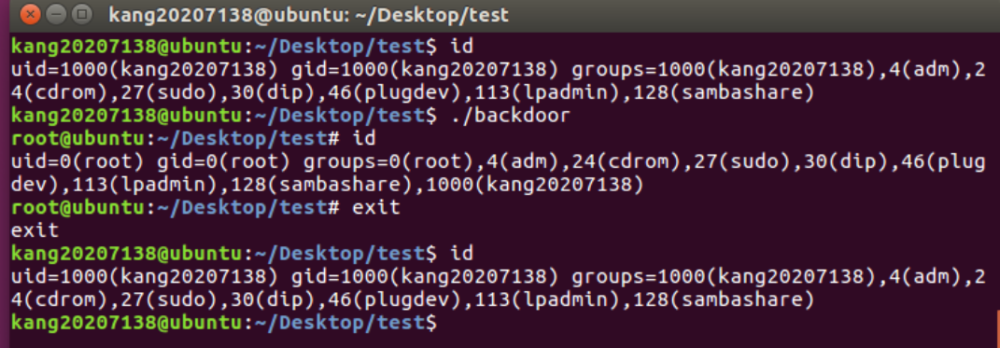 kang20207138@ubuntu: ~/Desktop/test
kang20207138@ubuntu:~/Desktop/test$ id
uid=1000(kang20207138) gid=1000(kang20207138) groups=1000(kang20207138),4(adm),2
4(cdrom),27(sudo),30(dip),46(plugdev),113(lpadmin),128(sambashare)
kang20207138@ubuntu:~/Desktop/test$ ./backdoor
root@ubuntu:~/Desktop/test# id
uid=0(root) gid=0(root) groups=0(root),4(adm),24(cdrom),27(sudo),30(dip),46(plug
dev),113(lpadmin),128(sambashare),1000(kang20207138)
root@ubuntu:~/Desktop/test# exit
exit
kang20207138@ubuntu:~/Desktop/test$ id
uid=1000(kang20207138) gid=1000(kang20207138) groups=1000(kang20207138),4(adm),2
4(cdrom),27(sudo),30(dip),46(plugdev),113(lpadmin),128(sambashare)
kang20207138@ubuntu:~/Desktop/test$